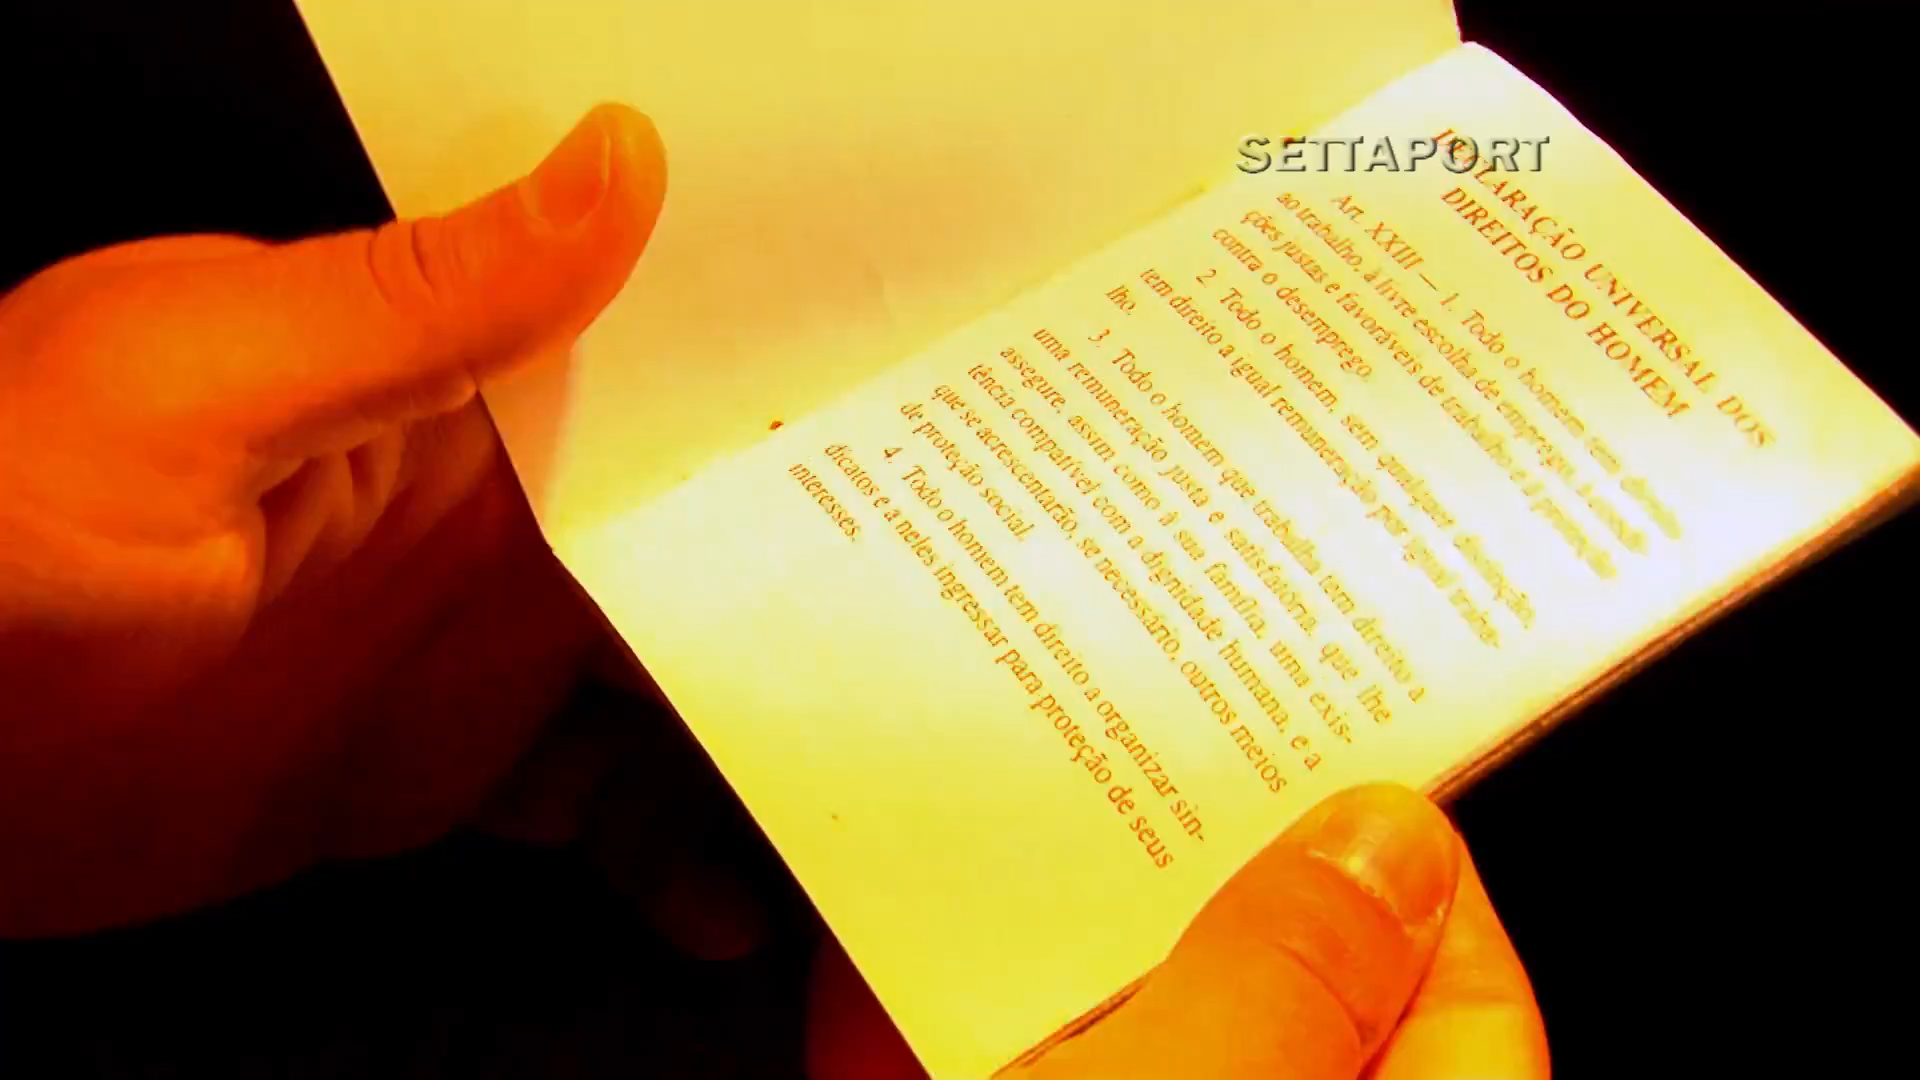 SETTAPORT
DECLARAÇÃO UNIVERSAL DOS
DIREITOS DO HOMEM
Art. XXIII — 1. Todo o homem tem direito
ao trabalho, à livre escolha de emprego, a condi-
ções justas e favoráveis de trabalho e à proteção
contra o desemprego.
2. Todo o homem, sem qualquer distinção,
tem direito a igual remuneração por igual traba-
lho.
3. Todo o homem que trabalha tem direito a
uma remuneração justa e satisfatória, que lhe
assegure, assim como à sua família, uma exis-
tência compatível com a dignidade humana, e a
que se acrescentarão, se necessário, outros meios
de proteção social.
4. Todo o homem tem direito a organizar sin-
dicatos e a neles ingressar para proteção de seus
interesses.